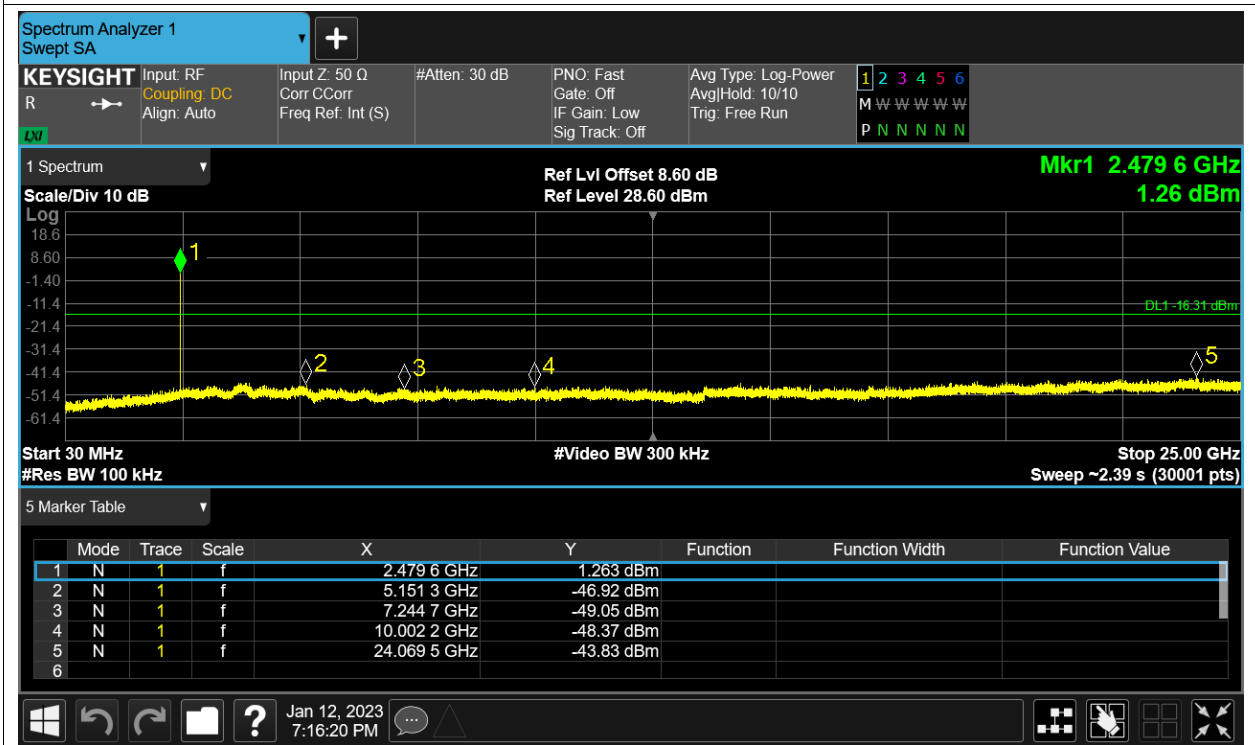 Spectrum Analyzer 1
Swept SA
KEYSIGHT Input: RF Input Z: 50 Ω #Atten: 30 dB PNO: Fast Avg Type: Log-Power 1 2 3 4 5 6
R Coupling: DC Corr CCorr Gate: Off Avg|Hold: 10/10 M W W W W W
Align: Auto Freq Ref: Int (S) IF Gain: Low Trig: Free Run
LXI Sig Track: Off P N N N N N
1 Spectrum Ref Lvl Offset 8.60 dB Mkr1 2.479 6 GHz
Scale/Div 10 dB Ref Level 28.60 dBm 1.26 dBm
Log
18.6
8.60 1
-1.40
-11.4 DL1 -16.31 dBm
-21.4
-31.4 2 3 4 5
-41.4
-51.4
-61.4
Start 30 MHz #Video BW 300 kHz Stop 25.00 GHz
#Res BW 100 kHz Sweep ~2.39 s (30001 pts)
5 Marker Table
Mode Trace Scale X Y Function Function Width Function Value
1 N 1 f 2.479 6 GHz 1.263 dBm
2 N 1 f 5.151 3 GHz -46.92 dBm
3 N 1 f 7.244 7 GHz -49.05 dBm
4 N 1 f 10.002 2 GHz -48.37 dBm
5 N 1 f 24.069 5 GHz -43.83 dBm
6
? Jan 12, 2023
7:16:20 PM